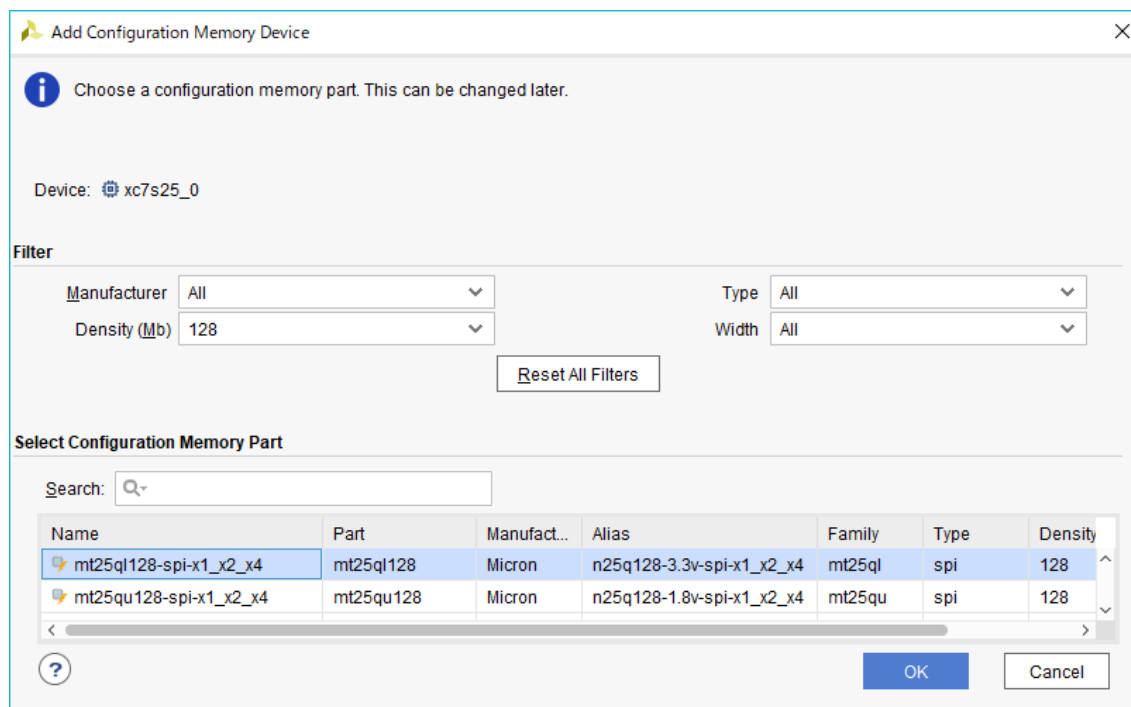 Add Configuration Memory Device
Choose a configuration memory part. This can be changed later.
Device: xc7s25_0
Filter
Manufacturer All Type All
Density (Mb) 128 Width All
Reset All Filters
Select Configuration Memory Part
Search:
Name Part Manufact... Alias Family Type Density
mt25ql128-spi-x1_x2_x4 mt25ql128 Micron n25q128-3.3v-spi-x1_x2_x4 mt25ql spi 128
mt25qu128-spi-x1_x2_x4 mt25qu128 Micron n25q128-1.8v-spi-x1_x2_x4 mt25qu spi 128
? OK Cancel